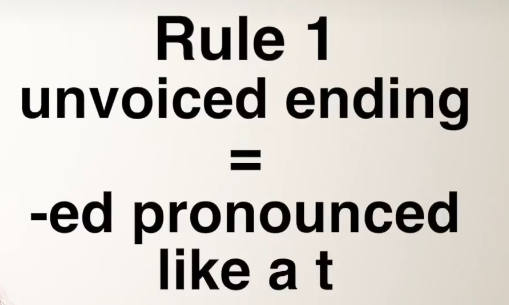 Rule 1
unvoiced ending
=
-ed pronounced
like a t